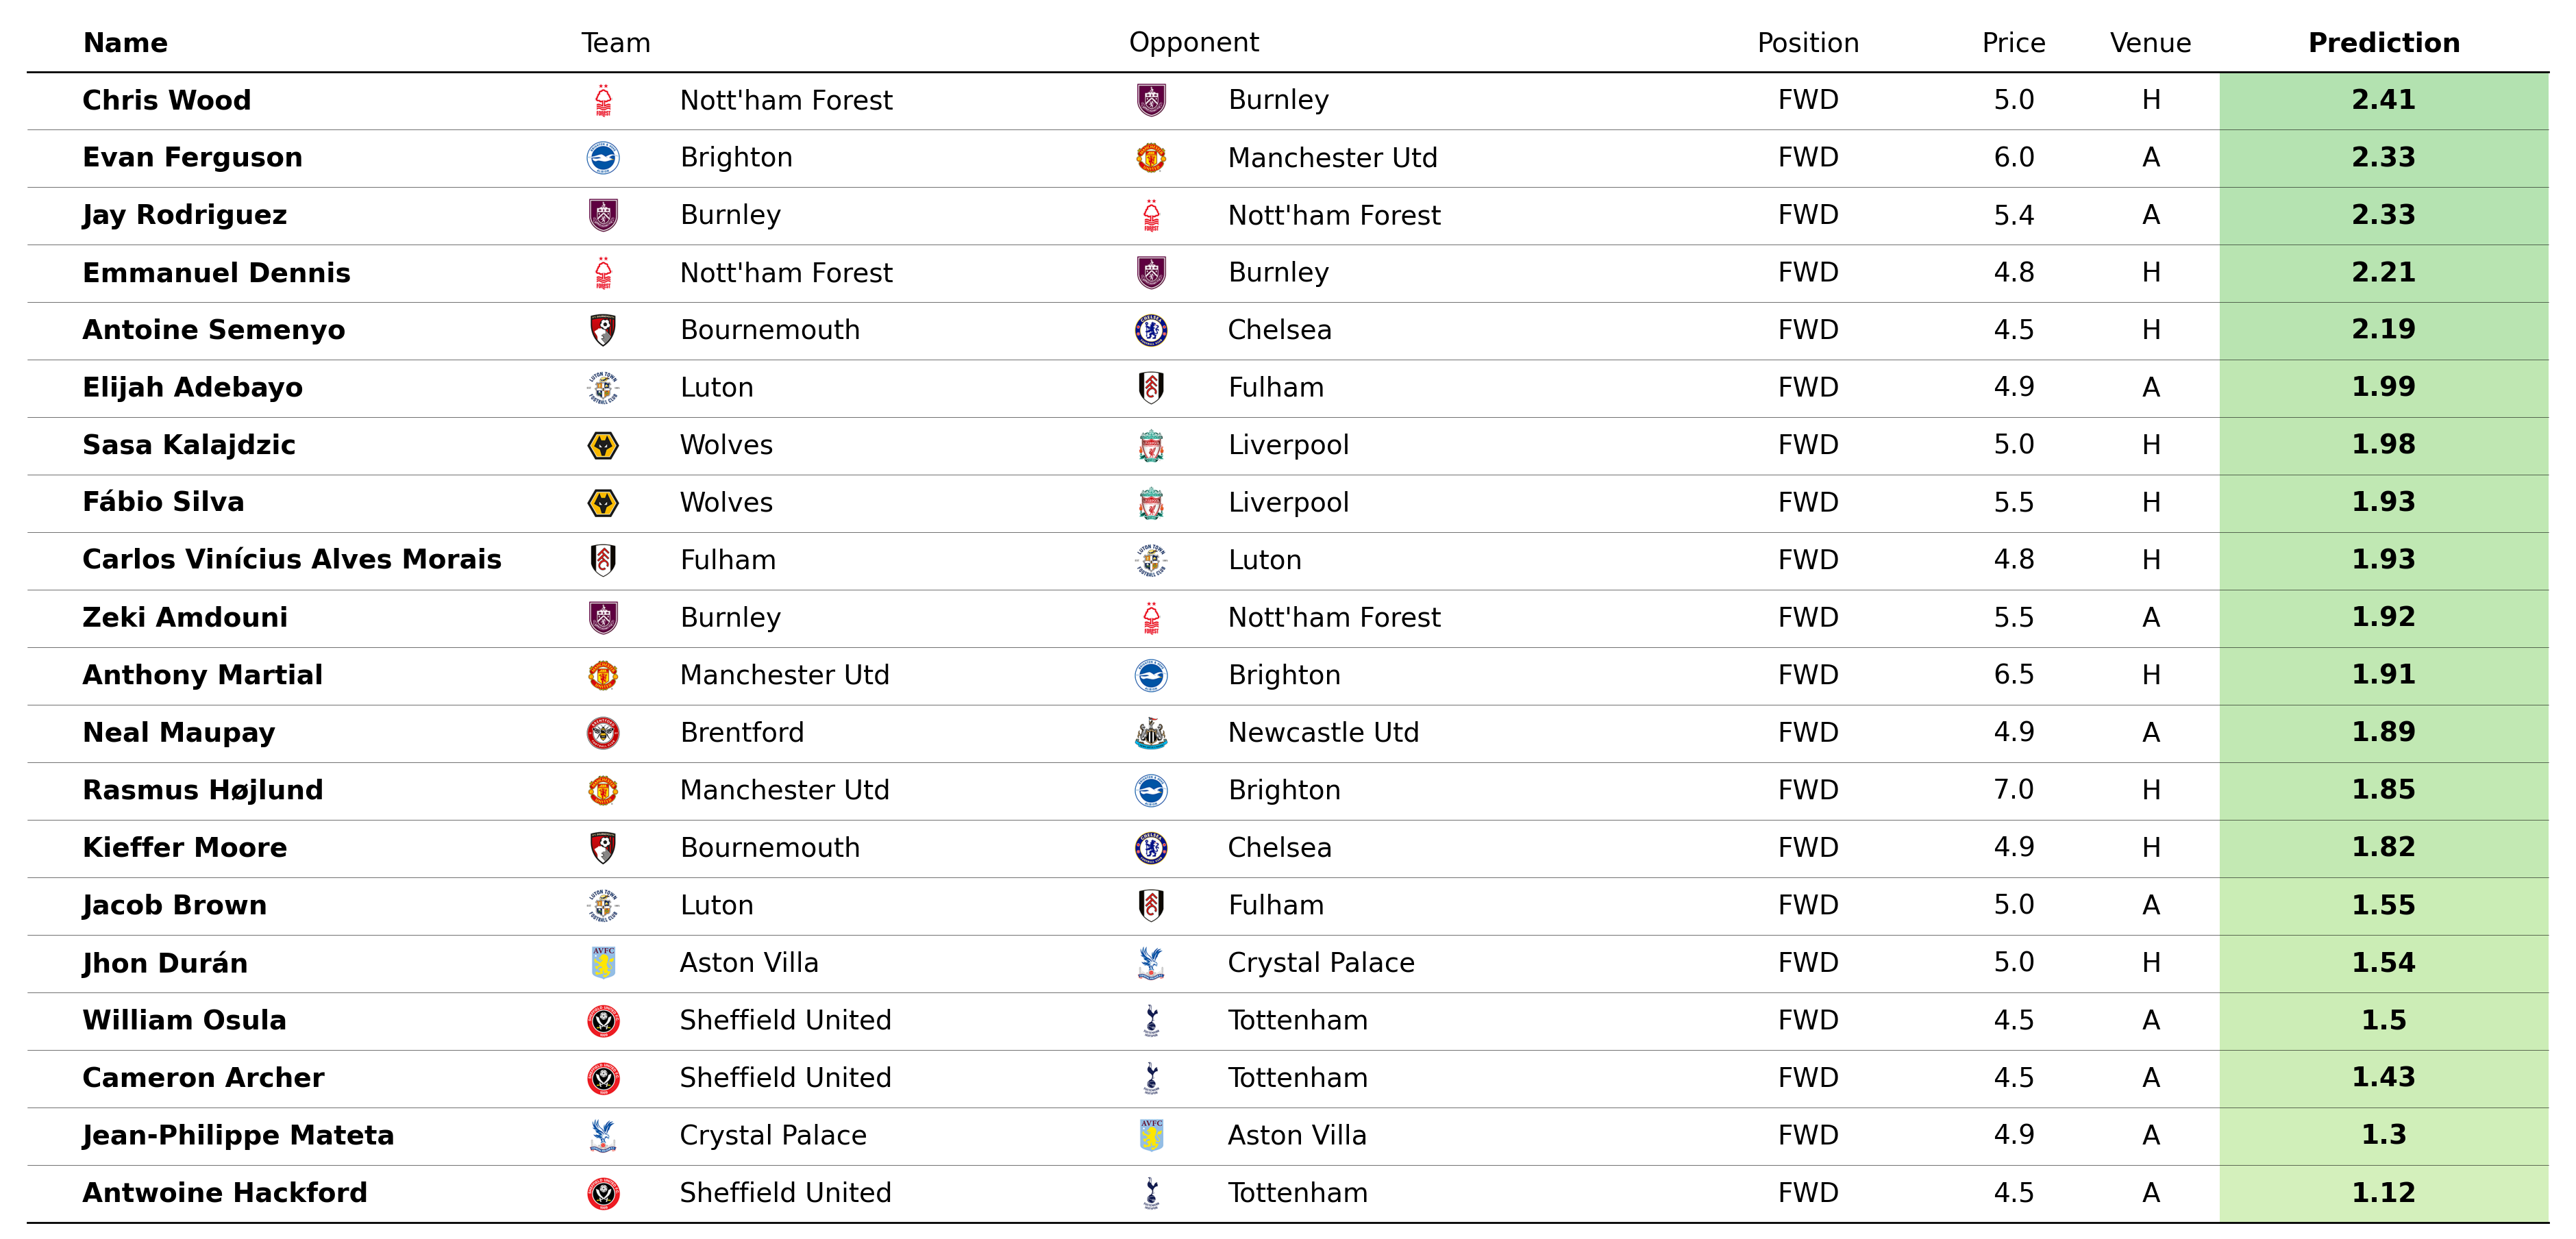 Name Team Opponent Position Price Venue Prediction
Chris Wood Nott'ham Forest Burnley FWD 5.0 H 2.41
Evan Ferguson Brighton Manchester Utd FWD 6.0 A 2.33
Jay Rodriguez Burnley Nott'ham Forest FWD 5.4 A 2.33
Emmanuel Dennis Nott'ham Forest Burnley FWD 4.8 H 2.21
Antoine Semenyo Bournemouth Chelsea FWD 4.5 H 2.19
Elijah Adebayo Luton Fulham FWD 4.9 A 1.99
Sasa Kalajdzic Wolves Liverpool FWD 5.0 H 1.98
Fábio Silva Wolves Liverpool FWD 5.5 H 1.93
Carlos Vinícius Alves Morais Fulham Luton FWD 4.8 H 1.93
Zeki Amdouni Burnley Nott'ham Forest FWD 5.5 A 1.92
Anthony Martial Manchester Utd Brighton FWD 6.5 H 1.91
Neal Maupay Brentford Newcastle Utd FWD 4.9 A 1.89
Rasmus Højlund Manchester Utd Brighton FWD 7.0 H 1.85
Kieffer Moore Bournemouth Chelsea FWD 4.9 H 1.82
Jacob Brown Luton Fulham FWD 5.0 A 1.55
Jhon Durán Aston Villa Crystal Palace FWD 5.0 H 1.54
William Osula Sheffield United Tottenham FWD 4.5 A 1.5
Cameron Archer Sheffield United Tottenham FWD 4.5 A 1.43
Jean-Philippe Mateta Crystal Palace Aston Villa FWD 4.9 A 1.3
Antwoine Hackford Sheffield United Tottenham FWD 4.5 A 1.12